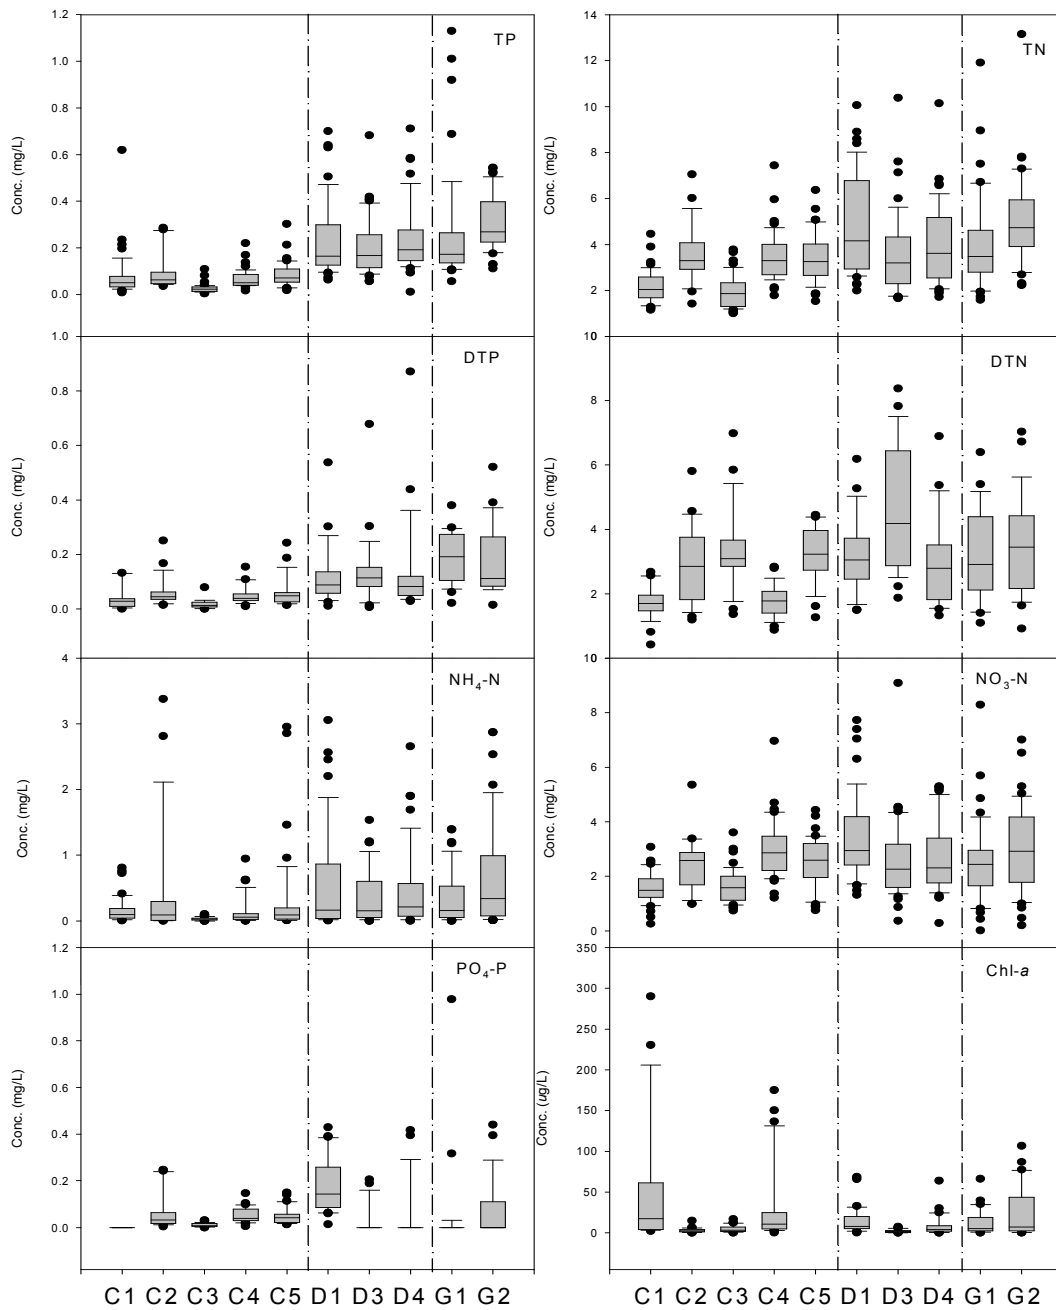 TP
Conc. (mg/L)
1.2
1.0
0.8
0.6
0.4
0.2
0.0
TN
Conc. (mg/L)
14
12
10
8
6
4
2
0
DTP
Conc. (mg/L)
1.0
0.8
0.6
0.4
0.2
0.0
DTN
Conc. (mg/L)
10
8
6
4
2
0
NH4-N
Conc. (mg/L)
4
3
2
1
0
NO3-N
Conc. (mg/L)
10
8
6
4
2
0
PO4-P
Conc. (mg/L)
1.2
1.0
0.8
0.6
0.4
0.2
0.0
Chl-a
Conc. (ug/L)
350
300
250
200
150
100
50
0
C1 C2 C3 C4 C5 D1 D3 D4 G1 G2
C1 C2 C3 C4 C5 D1 D3 D4 G1 G2